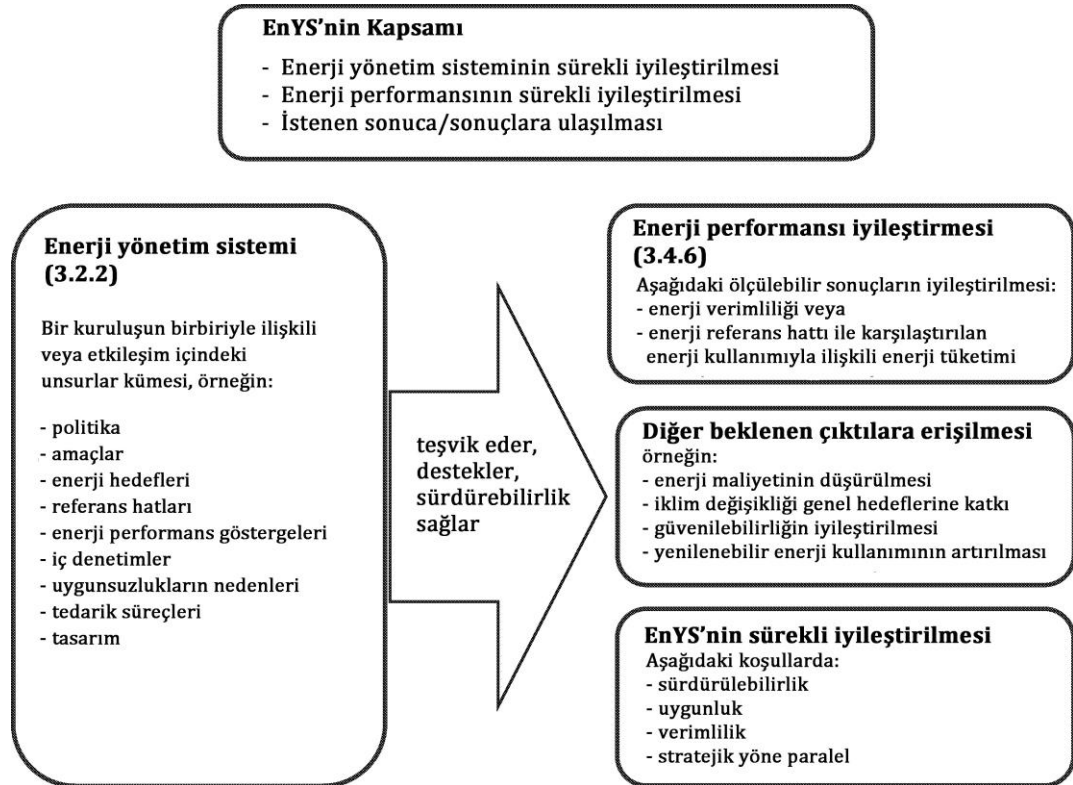 EnYS'nin Kapsamı
- Enerji yönetim sisteminin sürekli iyileştirilmesi
- Enerji performansının sürekli iyileştirilmesi
- İstenen sonuca/sonuçlara ulaşılması
Enerji yönetim sistemi
(3.2.2)
Bir kuruluşun birbiriyle ilişkili
veya etkileşim içindeki
unsurlar kümesi, örneğin:
- politika
- amaçlar
- enerji hedefleri
- referans hatları
- enerji performans göstergeleri
- iç denetimler
- uygunsuzlukların nedenleri
- tedarik süreçleri
- tasarım
teşvik eder,
destekler,
sürdürebilirlik
sağlar
Enerji performansı iyileştirmesi
(3.4.6)
Aşağıdaki ölçülebilir sonuçların iyileştirilmesi:
- enerji verimliliği veya
- enerji referans hattı ile karşılaştırılan
enerji kullanımıyla ilişkili enerji tüketimi
Diğer beklenen çıktılara erişilmesi
örneğin:
- enerji maliyetinin düşürülmesi
- iklim değişikliği genel hedeflerine katkı
- güvenilebilirliğin iyileştirilmesi
- yenilenebilir enerji kullanımının artırılması
EnYS'nin sürekli iyileştirilmesi
Aşağıdaki koşullarda:
- sürdürülebilirlik
- uygunluk
- verimlilik
- stratejik yöne paralel